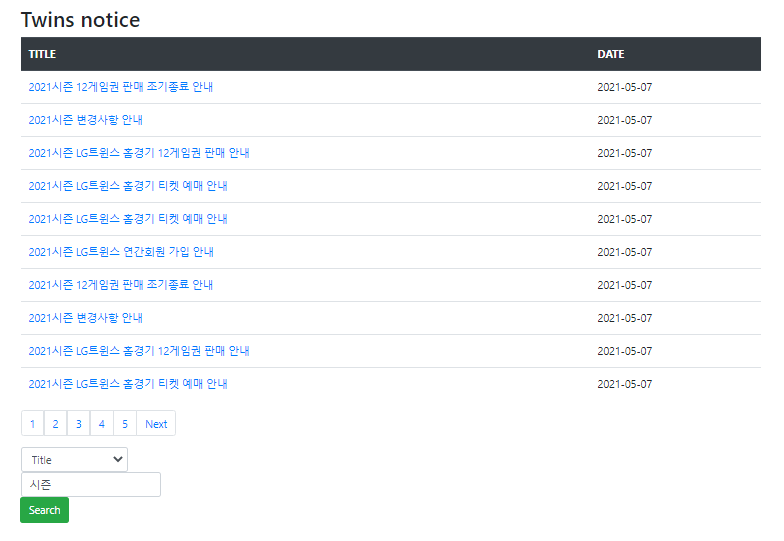 Twins notice
TITLE DATE
2021시즌 12게임권 판매 조기종료 안내 2021-05-07
2021시즌 변경사항 안내 2021-05-07
2021시즌 LG트윈스 홈경기 12게임권 판매 안내 2021-05-07
2021시즌 LG트윈스 홈경기 티켓 예매 안내 2021-05-07
2021시즌 LG트윈스 홈경기 티켓 예매 안내 2021-05-07
2021시즌 LG트윈스 연간회원 가입 안내 2021-05-07
2021시즌 12게임권 판매 조기종료 안내 2021-05-07
2021시즌 변경사항 안내 2021-05-07
2021시즌 LG트윈스 홈경기 12게임권 판매 안내 2021-05-07
2021시즌 LG트윈스 홈경기 티켓 예매 안내 2021-05-07
1 2 3 4 5 Next
Title
시즌
Search